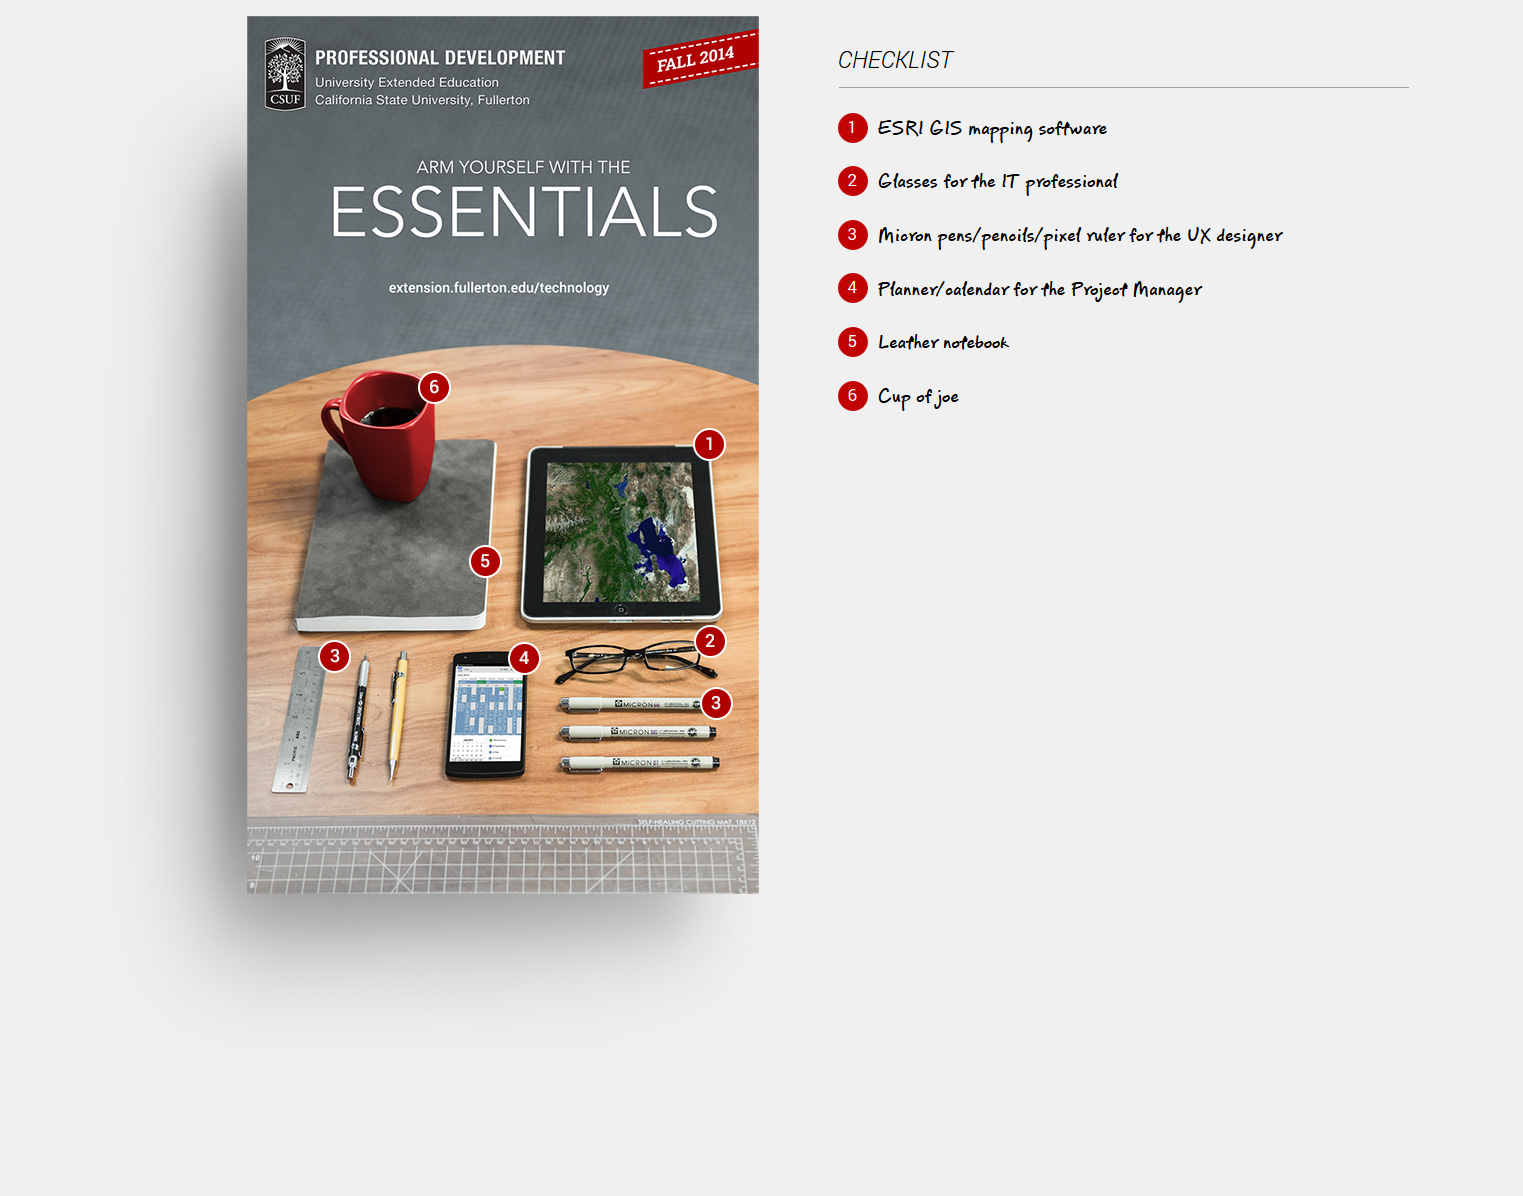 PROFESSIONAL DEVELOPMENT
University Extended Education
California State University, Fullerton
CSUF
FALL 2014
ARM YOURSELF WITH THE
ESSENTIALS
extension.fullerton.edu/technology
6
1
5
3
4
2
3
MICRON
MICRON
MICRON
SELF-HEALING CUTTING MAT 18X12
10
9
CHECKLIST
1 ESRI GIS mapping software
2 Glasses for the IT professional
3 Micron pens/pencils/pixel ruler for the UX designer
4 Planner/calendar for the Project Manager
5 Leather notebook
6 Cup of joe